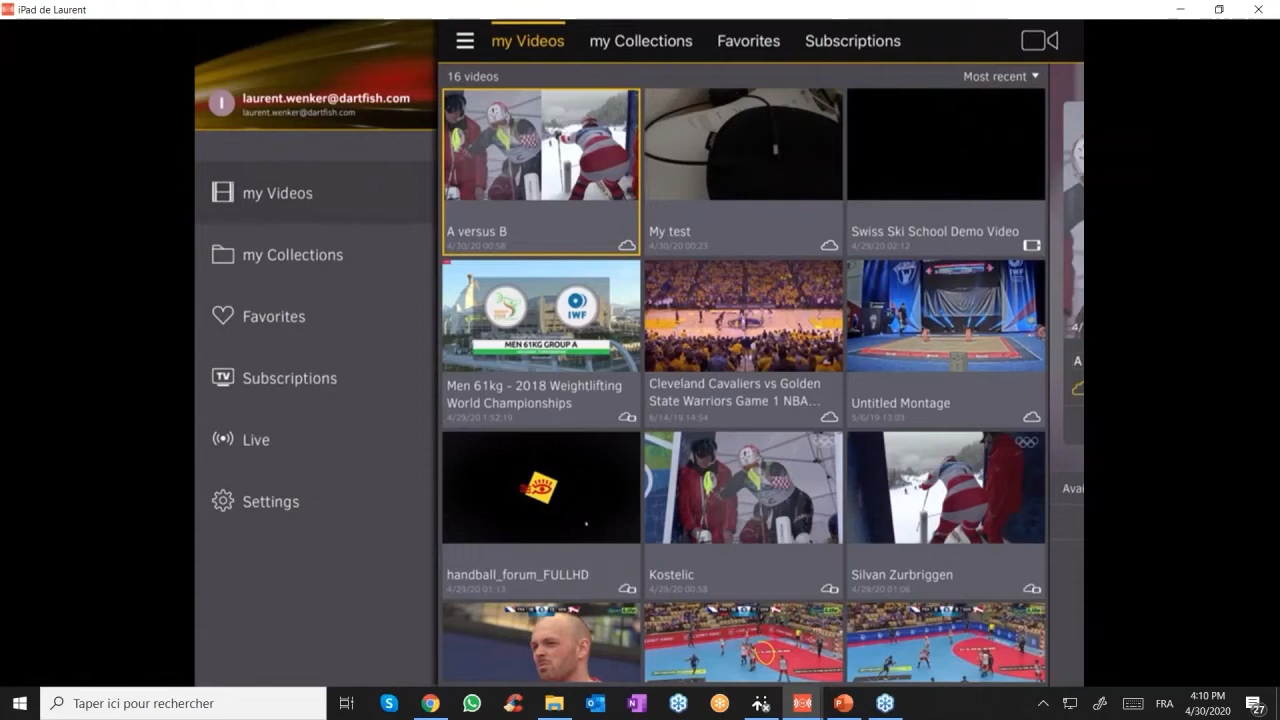 iPad de Laurent
my Videos
my Collections
Favorites
Subscriptions
16 videos
Most recent
l
laurent.wenker@dartfish.com
laurent.wenker@dartfish.com
my Videos
my Collections
Favorites
TV
Subscriptions
Live
Settings
A versus B
4/30/20 00:58
My test
4/30/20 00:23
Swiss Ski School Demo Video
4/29/20 02:12
IWF
MEN 61KG GROUP A
Men 61kg - 2018 Weightlifting
World Championships
4/29/20 1:52:19
Cleveland Cavaliers vs Golden
State Warriors Game 1 NBA...
6/14/19 14:54
IWF
Untitled Montage
5/6/19 13:03
4/
A
Avai
handball_forum_FULLHD
4/29/20 01:13
Kostelic
4/29/20 00:58
Silvan Zurbriggen
4/29/20 01:06
Taper ici pour rechercher
FRA
4:10 PM
4/30/2020
27